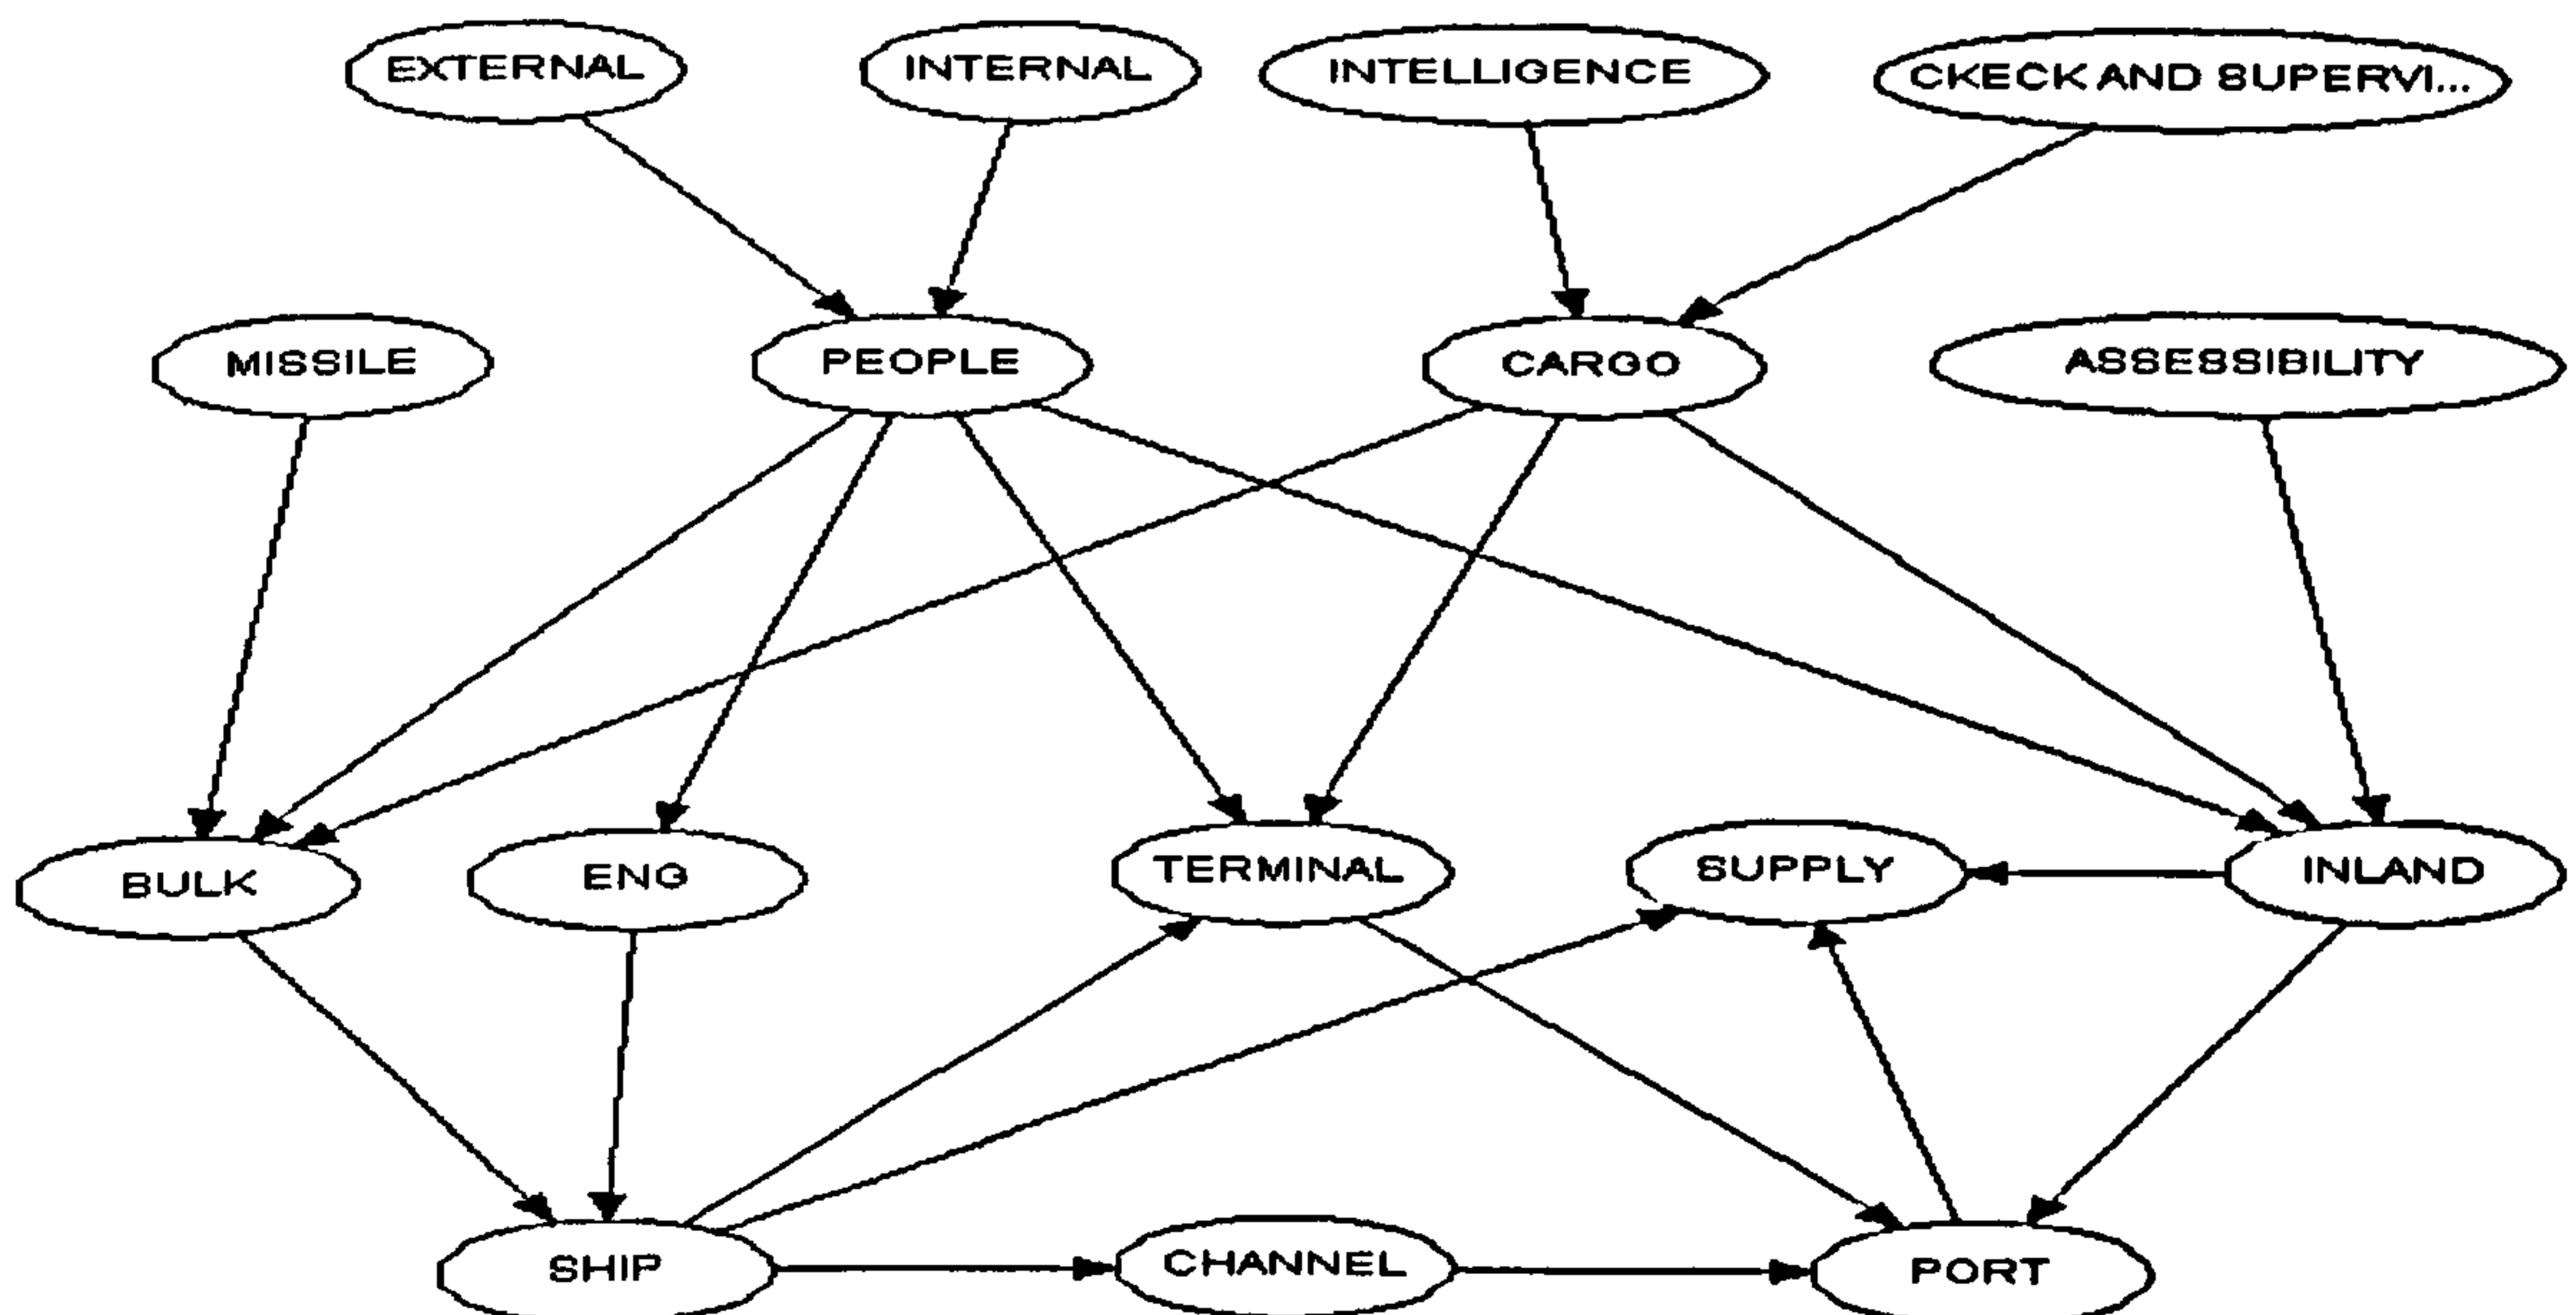 EXTERNAL
INTERNAL
INTELLIGENCE
CKECK AND SUPERVI...
MISSILE
PEOPLE
CARGO
ASSESSIBILITY
BULK
ENG
TERMINAL
SUPPLY
INLAND
SHIP
CHANNEL
PORT